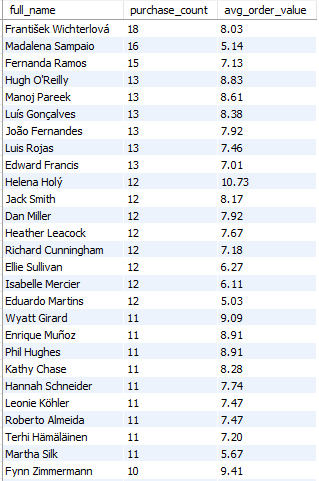 full_name purchase_count avg_order_value
František Wichterlová 18 8.03
Madalena Sampaio 16 5.14
Fernanda Ramos 15 7.13
Hugh O'Reilly 13 8.83
Manoj Pareek 13 8.61
Luís Gonçalves 13 8.38
João Fernandes 13 7.92
Luis Rojas 13 7.46
Edward Francis 13 7.01
Helena Holý 12 10.73
Jack Smith 12 8.17
Dan Miller 12 7.92
Heather Leacock 12 7.67
Richard Cunningham 12 7.18
Ellie Sullivan 12 6.27
Isabelle Mercier 12 6.11
Eduardo Martins 12 5.03
Wyatt Girard 11 9.09
Enrique Muñoz 11 8.91
Phil Hughes 11 8.91
Kathy Chase 11 8.28
Hannah Schneider 11 7.74
Leonie Köhler 11 7.47
Roberto Almeida 11 7.47
Terhi Hämäläinen 11 7.20
Martha Silk 11 5.67
Fynn Zimmermann 10 9.41